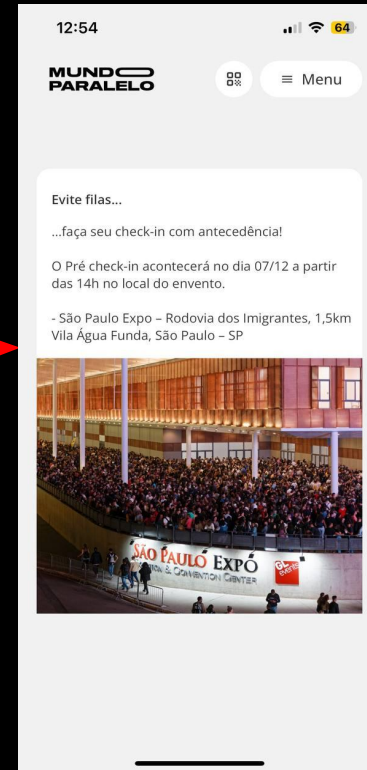 12:54
64
MUNDO
PARALELO
≡ Menu
Evite filas...
...faça seu check-in com antecedência!
O Pré check-in acontecerá no dia 07/12 a partir
das 14h no local do envento.
- São Paulo Expo – Rodovia dos Imigrantes, 1,5km
Vila Água Funda, São Paulo – SP
SÃO PAULO EXPO
& CONVENTION CENTER
GL
events